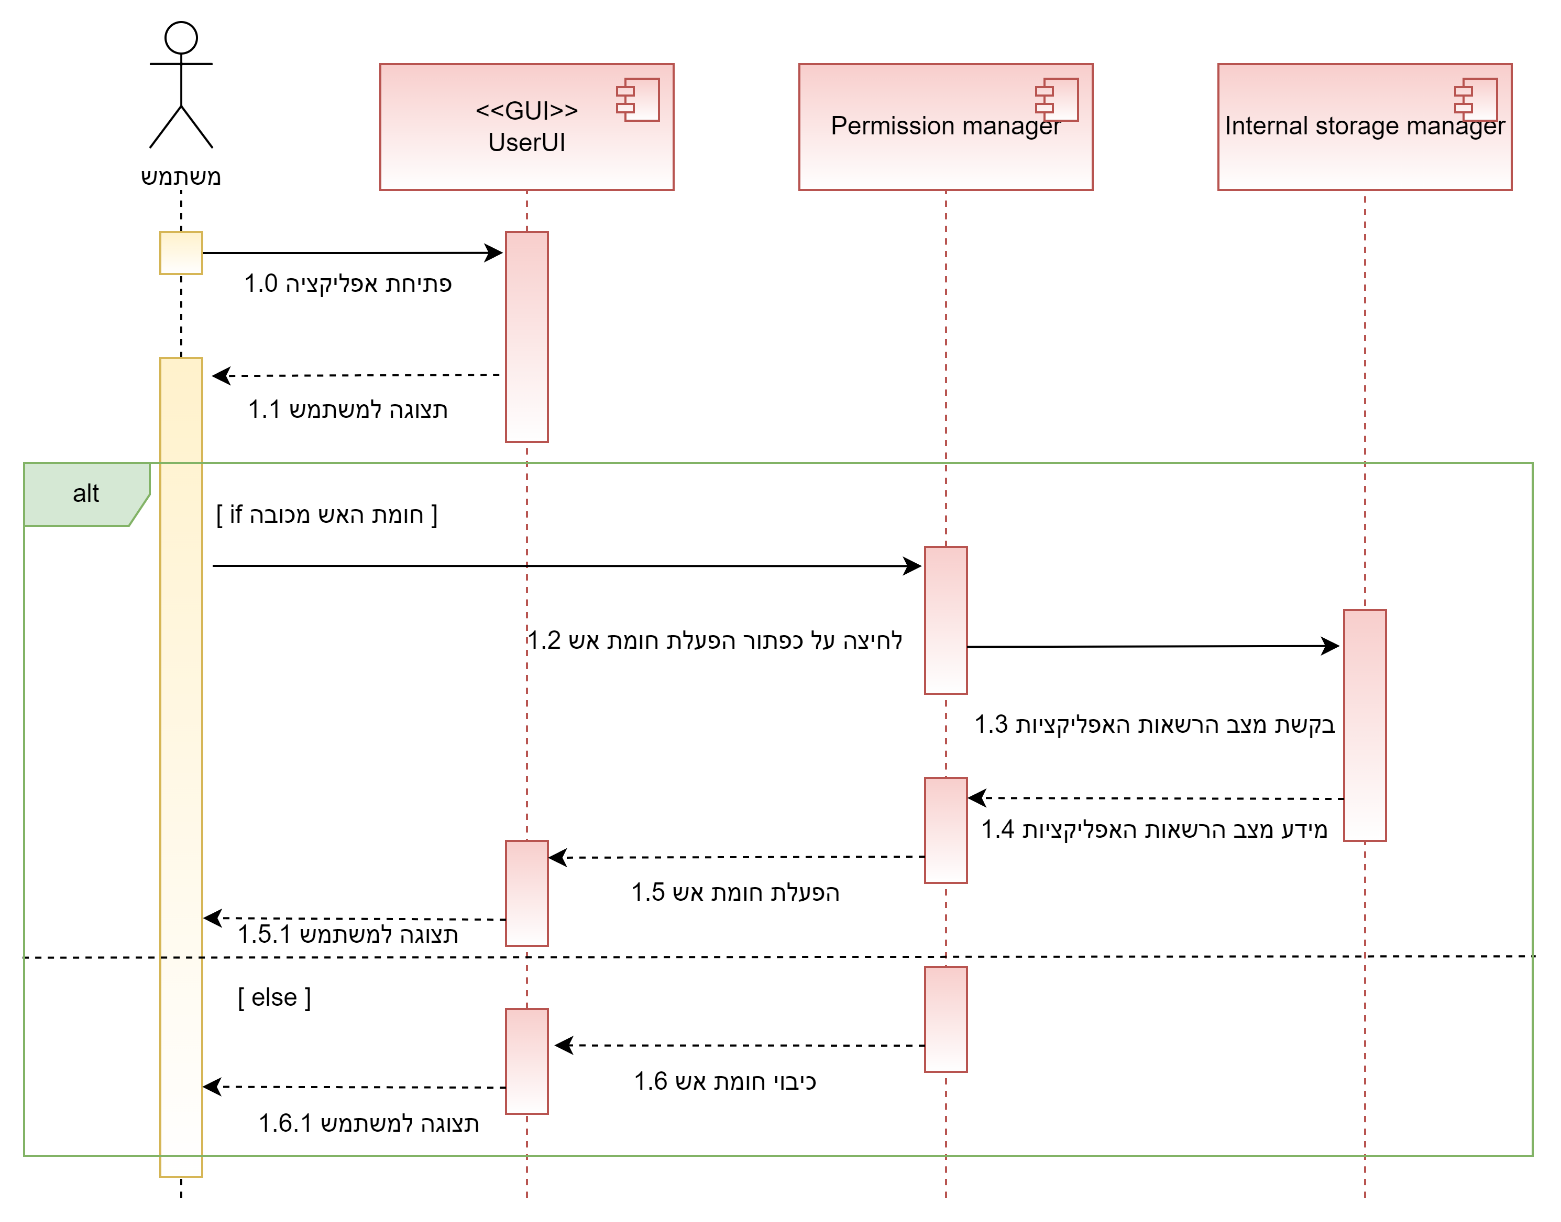 משתמש
<<GUI>>
UserUI
Permission manager
Internal storage manager
1.0 פתיחת אפליקציה
1.1 תצוגה למשתמש
alt
[ if חומת האש מכובה ]
1.2 לחיצה על כפתור הפעלת חומת אש
1.3 בקשת מצב הרשאות האפליקציות
1.4 מידע מצב הרשאות האפליקציות
1.5 הפעלת חומת אש
1.5.1 תצוגה למשתמש
[ else ]
1.6 כיבוי חומת אש
1.6.1 תצוגה למשתמש